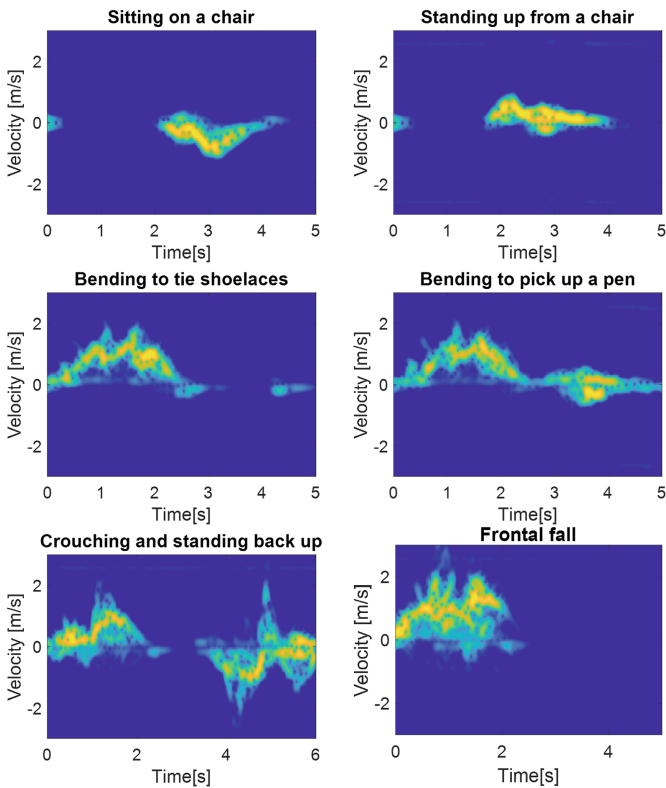 Sitting on a chair
Standing up from a chair
Velocity [m/s]
2
0
-2
0 1 2 3 4 5
Time[s]
Velocity [m/s]
2
0
-2
0 1 2 3 4 5
Time[s]
Bending to tie shoelaces
Bending to pick up a pen
Velocity [m/s]
2
0
-2
0 1 2 3 4 5
Time[s]
Velocity [m/s]
2
0
-2
0 1 2 3 4 5
Time[s]
Crouching and standing back up
Frontal fall
Velocity [m/s]
2
0
-2
0 2 4 6
Time[s]
Velocity [m/s]
2
0
-2
0 2 4
Time[s]